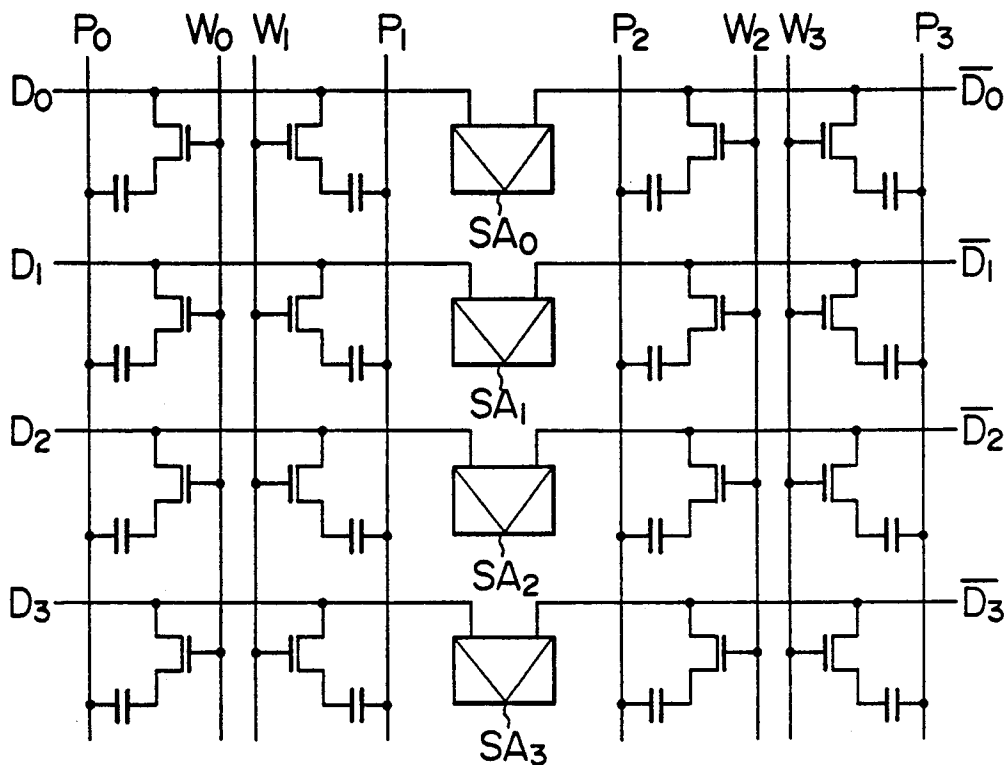 P₀ W₀ W₁ P₁ P₂ W₂ W₃ P₃
D₀ D̅₀
SA₀
D₁ D̅₁
SA₁
D₂ D̅₂
SA₂
D₃ D̅₃
SA₃